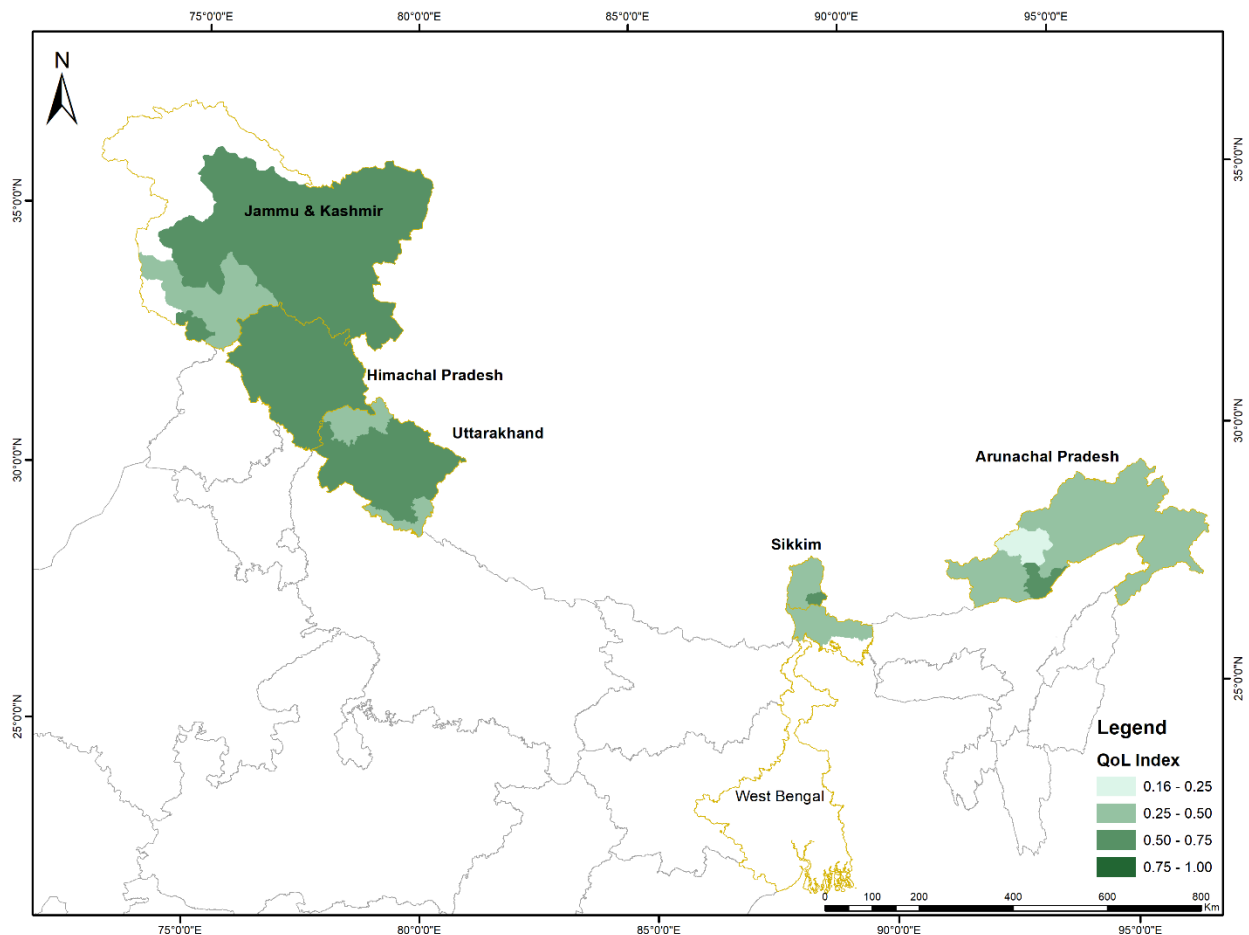 75°0'0"E 80°0'0"E 85°0'0"E 90°0'0"E 95°0'0"E
N
35°0'0"N
35°0'0"N
Jammu & Kashmir
Himachal Pradesh
Uttarakhand
30°0'0"N
30°0'0"N
Arunachal Pradesh
Sikkim
25°0'0"N
25°0'0"N
West Bengal
Legend
QoL Index
0.16 - 0.25
0.25 - 0.50
0.50 - 0.75
0.75 - 1.00
0 100 200 400 600 800
Km
75°0'0"E 80°0'0"E 85°0'0"E 90°0'0"E 95°0'0"E